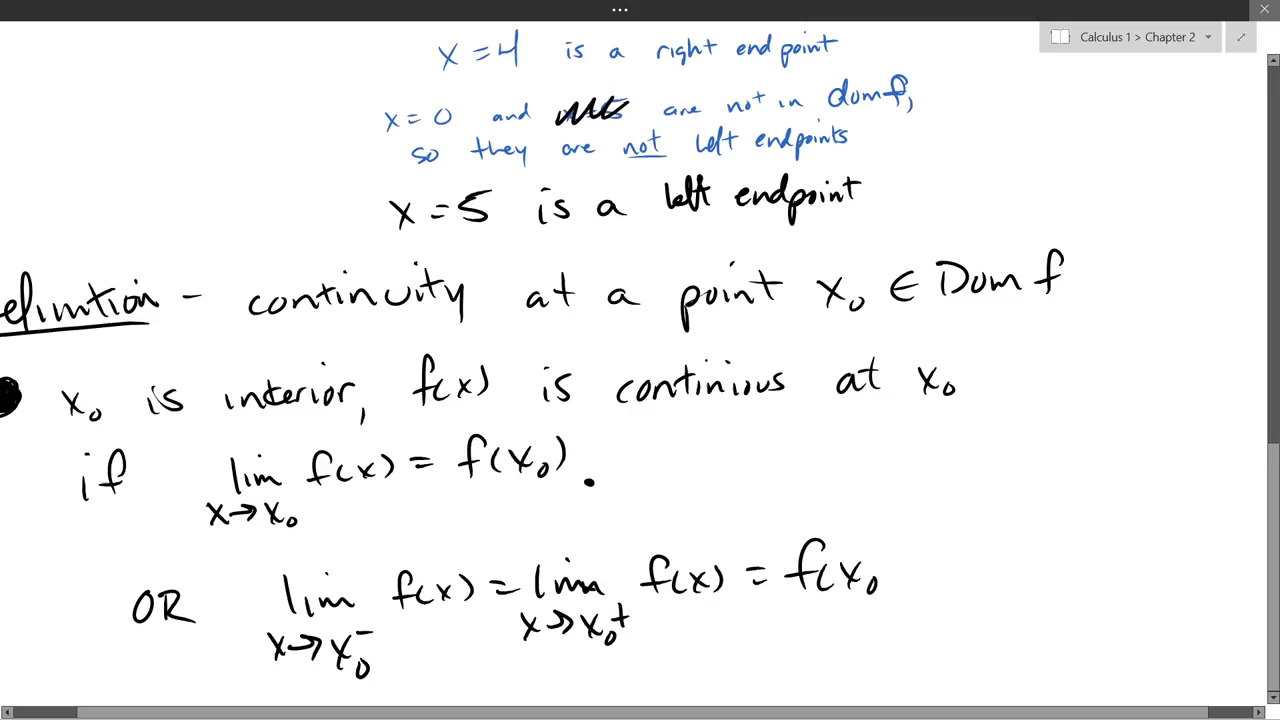 Calculus 1 > Chapter 2
x = 4 is a right endpoint
x = 0 and are not in domf,
so they are not left endpoints
x = 5 is a left endpoint
efinition - continuity at a point x₀ ∈ Dom f
x₀ is interior, f(x) is continious at x₀
if lim f(x) = f(x₀).
x→x₀
OR lim f(x) = lim f(x) = f(x₀
x→x₀⁻ x→x₀⁺